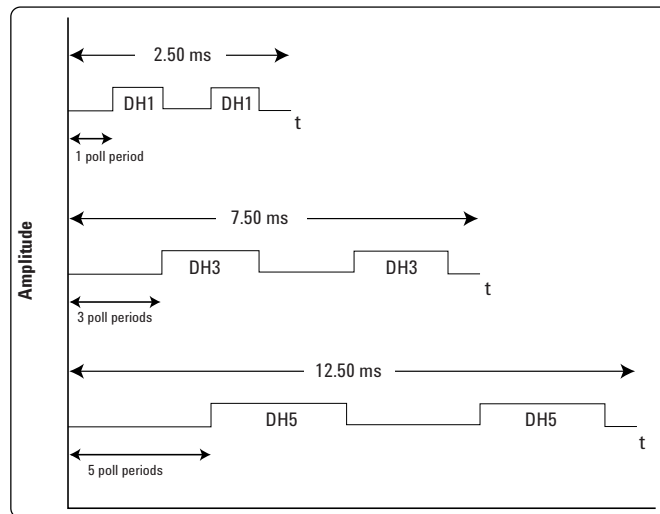 2.50 ms
DH1 DH1
t
1 poll period
7.50 ms
DH3 DH3
t
3 poll periods
12.50 ms
DH5 DH5
t
5 poll periods
Amplitude